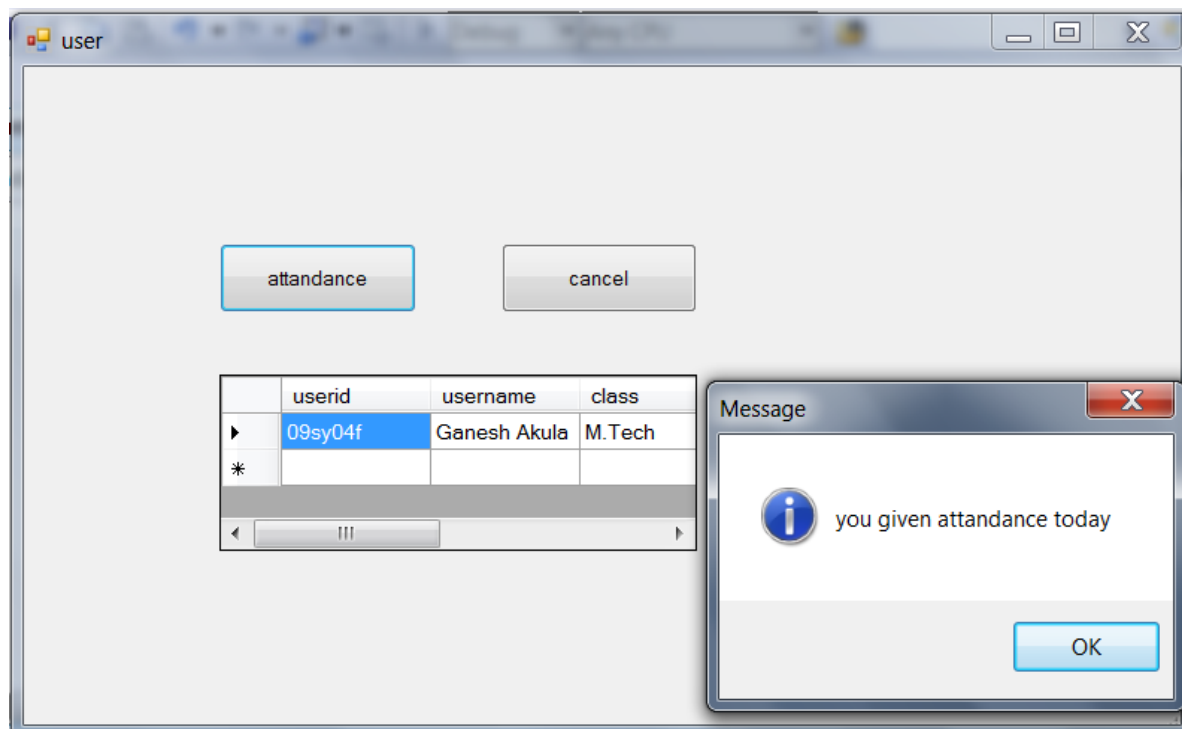 user
attandance cancel
userid username class
09sy04f Ganesh Akula M.Tech
Message
you given attandance today
OK